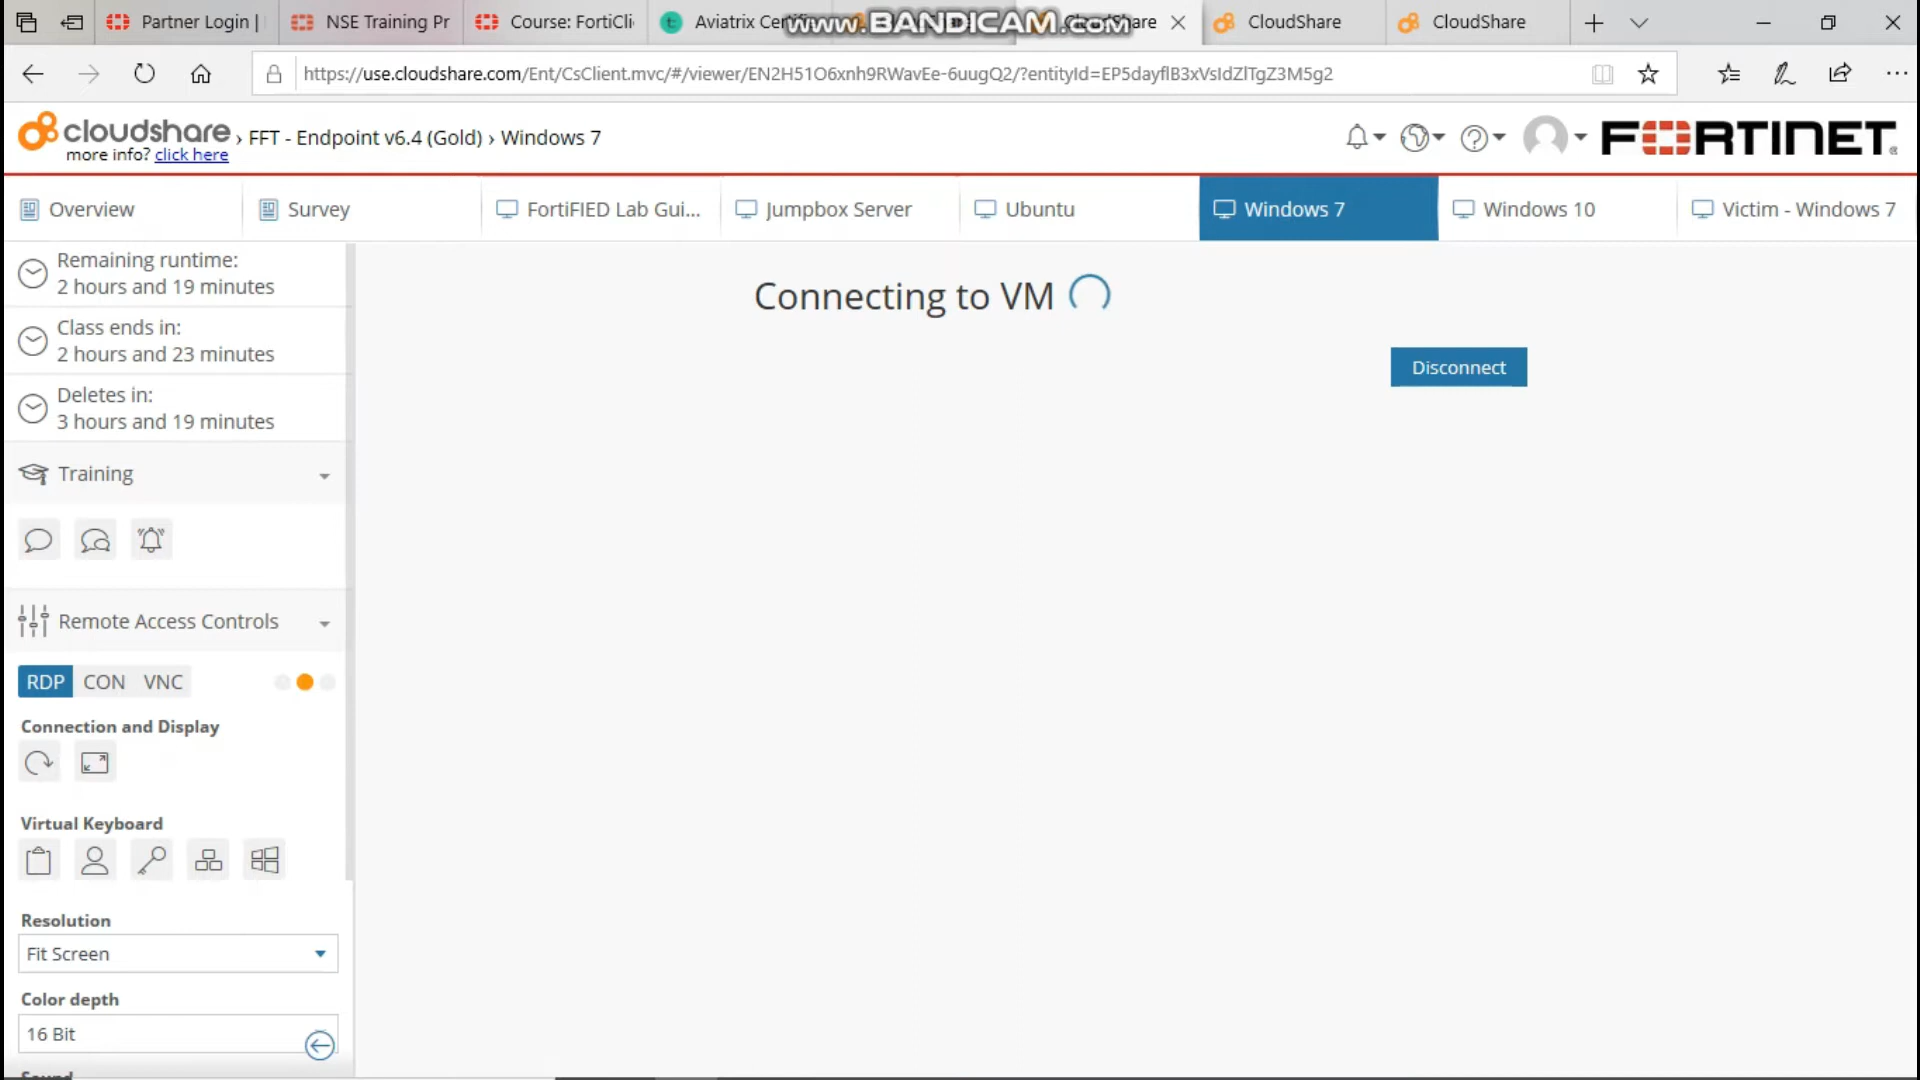 Partner Login |
NSE Training Pr
Course: FortiCli
Aviatrix Certifi
www.BANDICAM.com
CloudShare
CloudShare
CloudShare
https://use.cloudshare.com/Ent/CsClient.mvc/#/viewer/EN2H51O6xnh9RWavEe-6uugQ2/?entityId=EP5dayflB3xVsIdZlTgZ3M5g2
cloudshare
more info? click here
› FFT - Endpoint v6.4 (Gold) › Windows 7
FORTINET
Overview
Survey
FortiFIED Lab Gui...
Jumpbox Server
Ubuntu
Windows 7
Windows 10
Victim - Windows 7
Remaining runtime:
2 hours and 19 minutes
Class ends in:
2 hours and 23 minutes
Deletes in:
3 hours and 19 minutes
Training
Remote Access Controls
RDP
CON
VNC
Connection and Display
Virtual Keyboard
Resolution
Fit Screen
Color depth
16 Bit
Sound
Connecting to VM
Disconnect